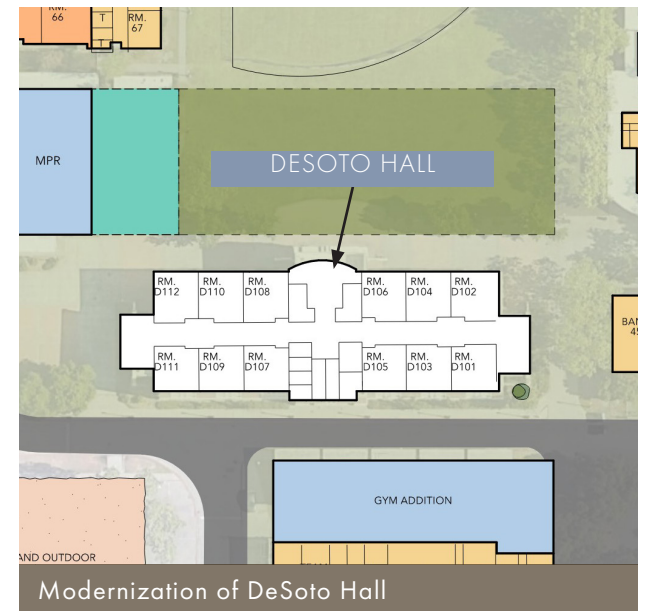 RM.
66
T
T
RM.
67
MPR
DESOTO HALL
RM.
D112
RM.
D110
RM.
D108
RM.
D106
RM.
D104
RM.
D102
RM.
D111
RM.
D109
RM.
D107
RM.
D105
RM.
D103
RM.
D101
GYM ADDITION
AND OUTDOOR
Modernization of DeSoto Hall